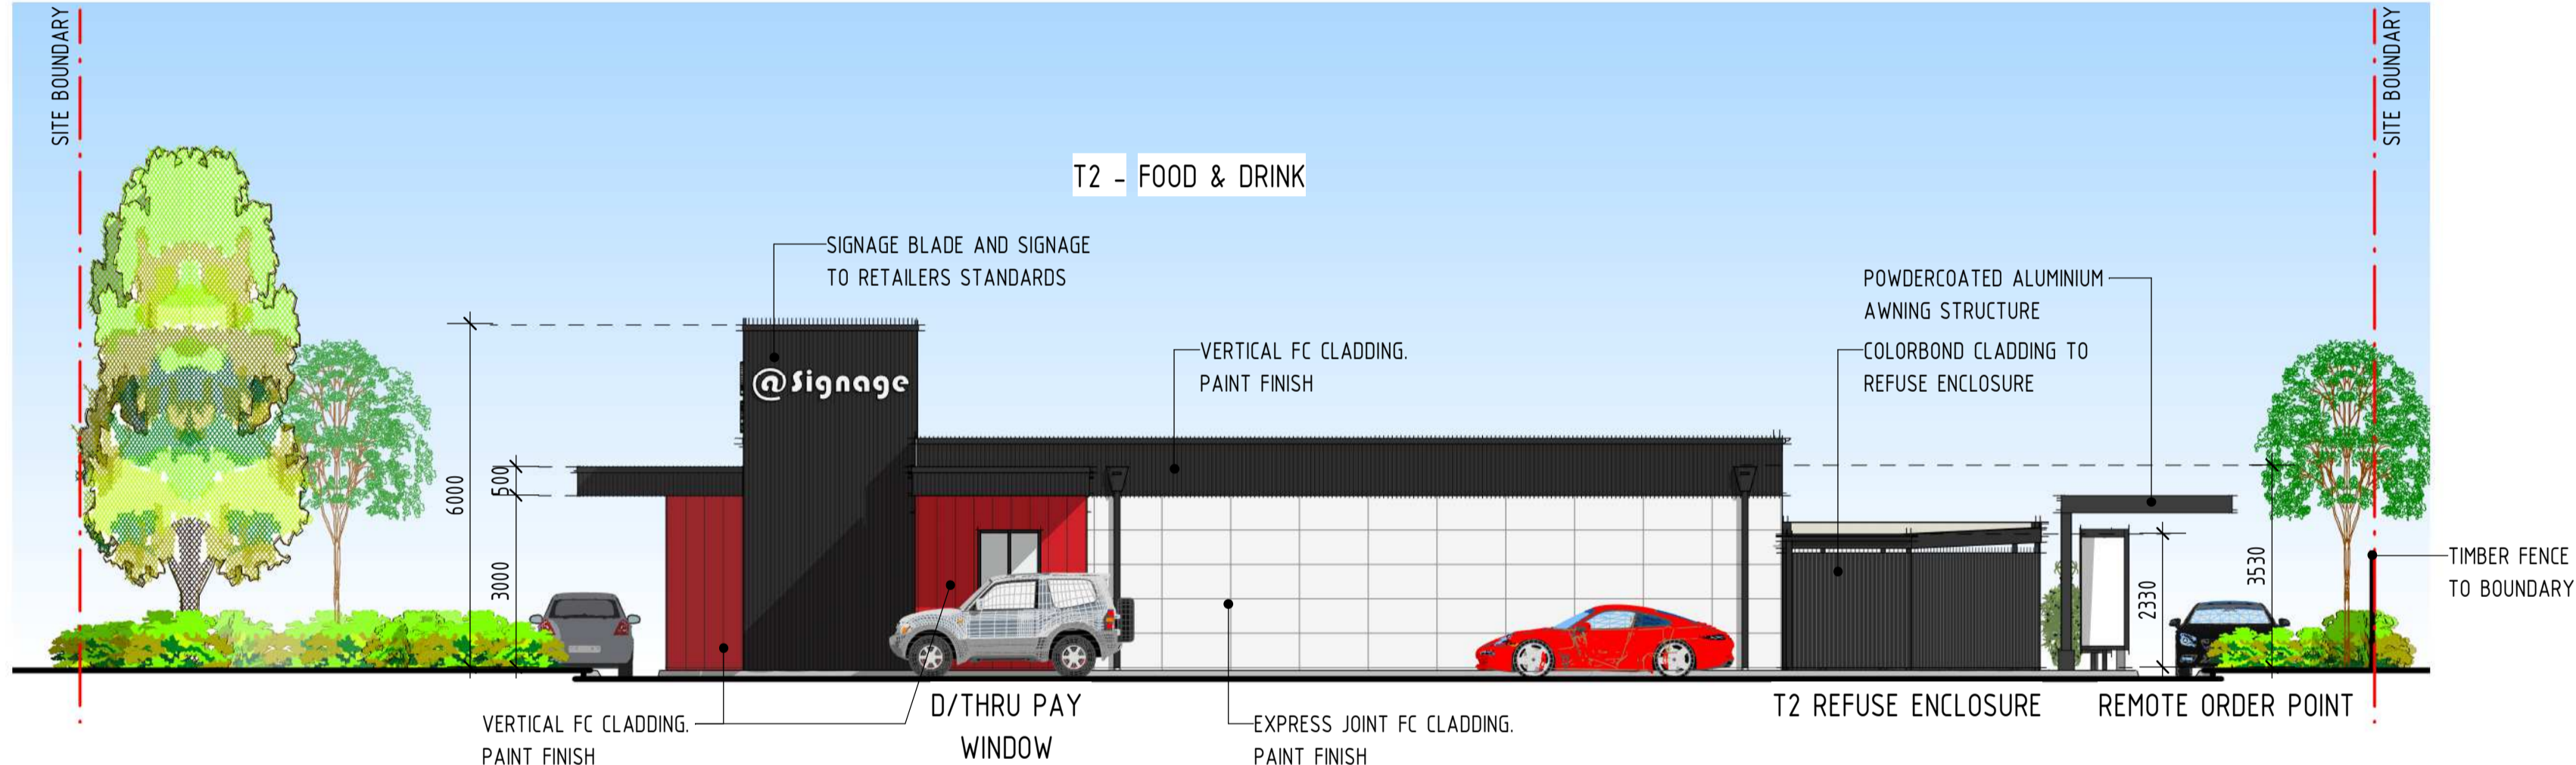 SITE BOUNDARY
SITE BOUNDARY
T2 - FOOD & DRINK
SIGNAGE BLADE AND SIGNAGE
TO RETAILERS STANDARDS
POWDERCOATED ALUMINIUM
AWNING STRUCTURE
VERTICAL FC CLADDING.
PAINT FINISH
COLORBOND CLADDING TO
REFUSE ENCLOSURE
@Signage
6000
500
3000
2330
3530
TIMBER FENCE
TO BOUNDARY
VERTICAL FC CLADDING.
PAINT FINISH
D/THRU PAY
WINDOW
EXPRESS JOINT FC CLADDING.
PAINT FINISH
T2 REFUSE ENCLOSURE
REMOTE ORDER POINT